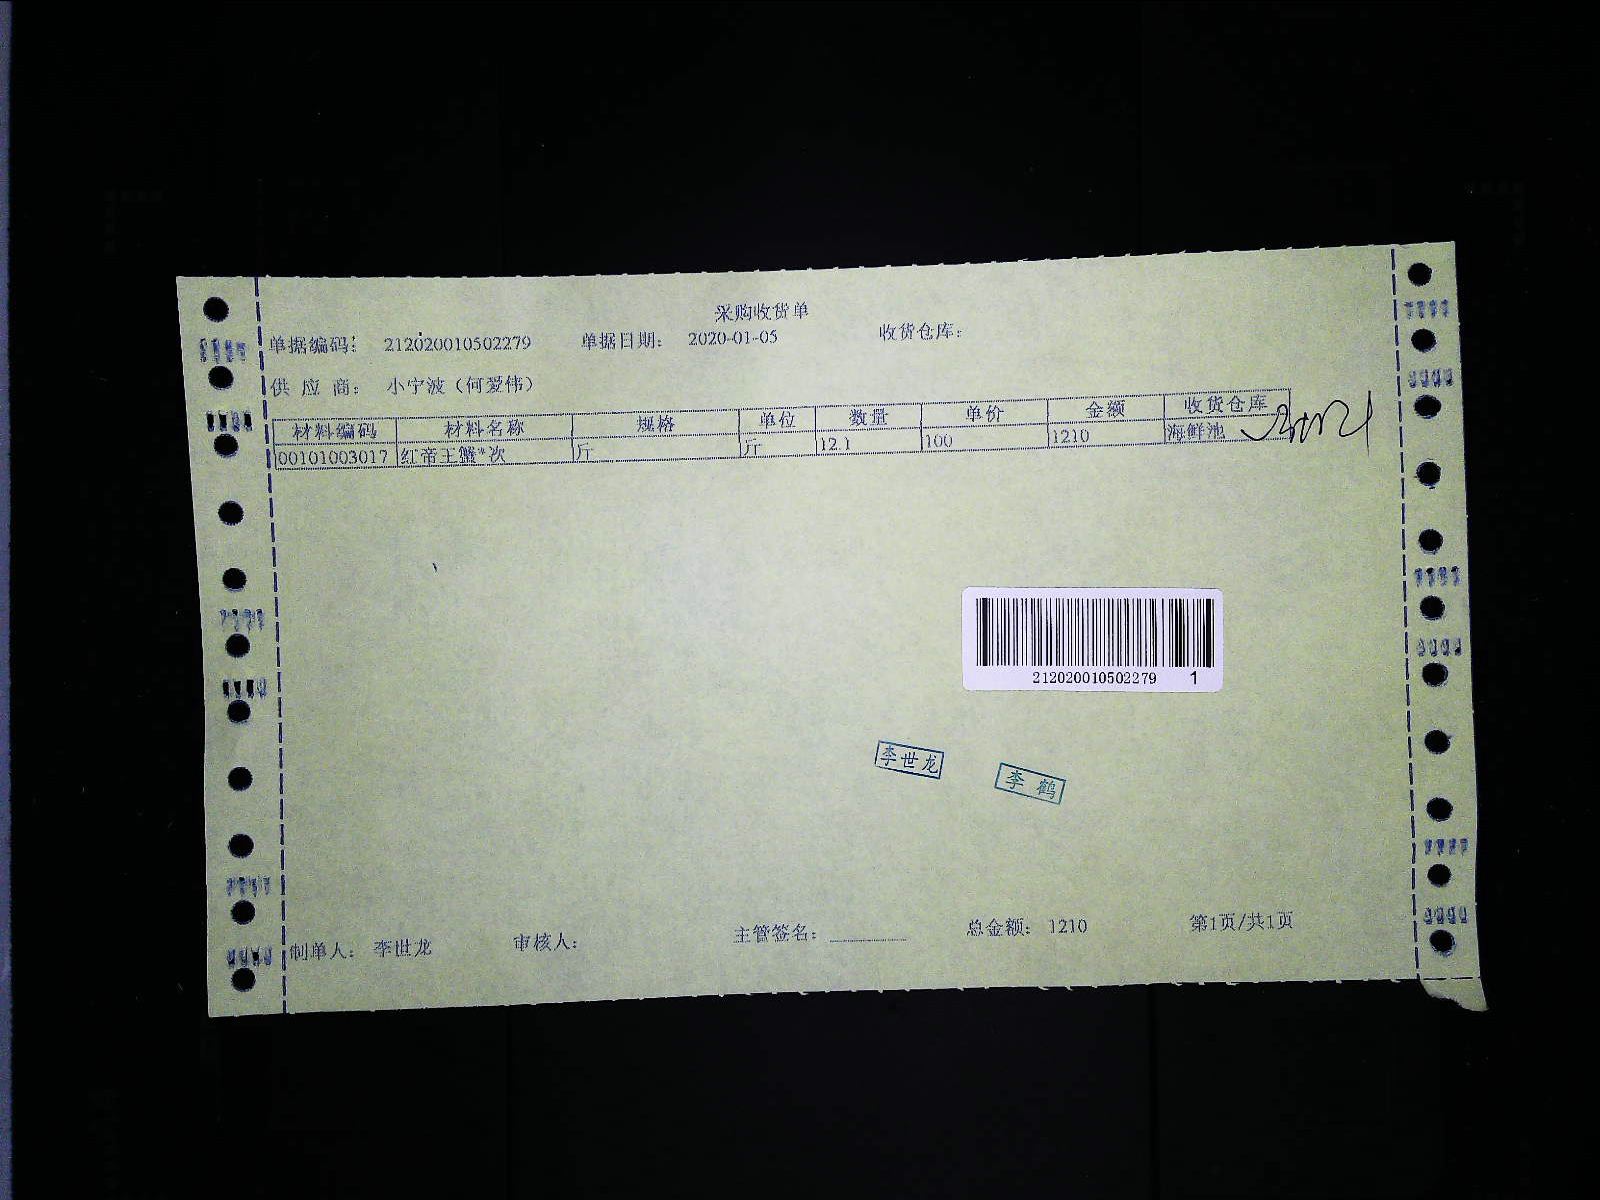 采购收货单
单据编码： 212020010502279 单据日期： 2020-01-05 收货仓库：
供 应 商： 小宁波（何爱伟）
材料编码 材料名称 规格 单位 数量 单价 金额 收货仓库
00101003017 红帝王蟹*次 斤 斤 12.1 100 1210 海鲜池
212020010502279 1
李世龙
李鹤
制单人： 李世龙 审核人： 主管签名： 总金额： 1210 第1页/共1页